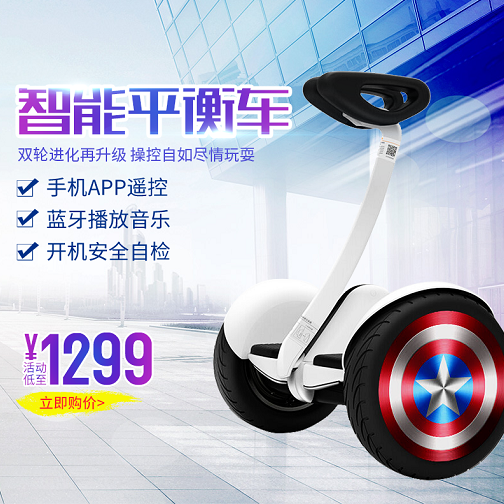 智能平衡车
双轮进化再升级 操控自如尽情玩耍
手机APP遥控
蓝牙播放音乐
开机安全自检
¥1299
活动
低至
立即购价>